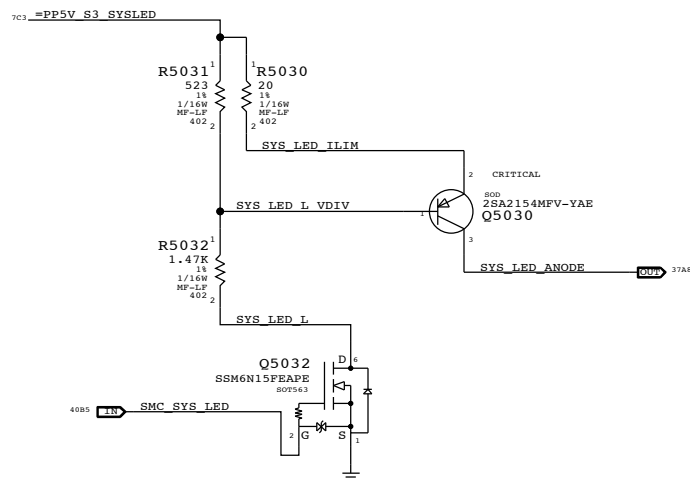 7C3 =PP5V_S3_SYSLED
1 1
R5031 R5030
523 20
1% 1%
1/16W 1/16W
MF-LF MF-LF
402 402
2 2
SYS_LED_ILIM
2 CRITICAL
SOD
2SA2154MFV-YAE
Q5030
SYS_LED_L_VDIV 1
3
R5032 1
1.47K
1%
1/16W
MF-LF
402
2
SYS_LED_ANODE OUT 37A8
SYS_LED_L
Q5032 D 6
SSM6N15FEAPE
SOT563
40B5 IN SMC_SYS_LED
2 G S 1